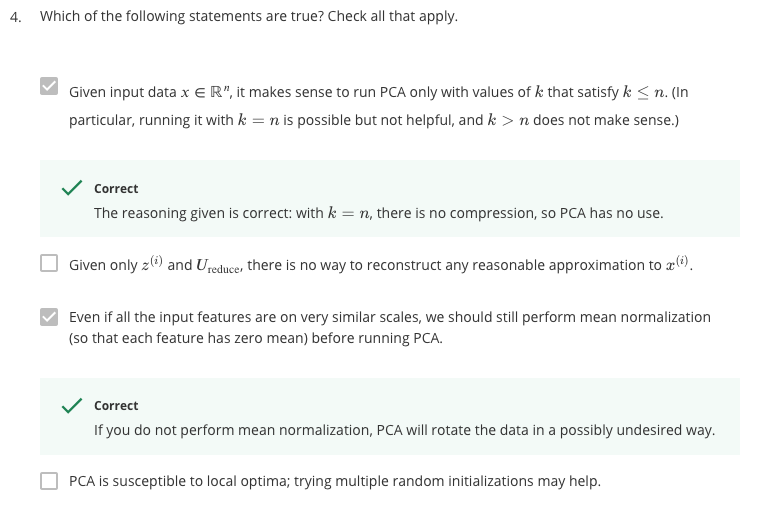 4. Which of the following statements are true? Check all that apply.
Given input data x ∈ ℝⁿ, it makes sense to run PCA only with values of k that satisfy k ≤ n. (In
particular, running it with k = n is possible but not helpful, and k > n does not make sense.)
Correct
The reasoning given is correct: with k = n, there is no compression, so PCA has no use.
Given only z⁽ⁱ⁾ and U_reduce, there is no way to reconstruct any reasonable approximation to x⁽ⁱ⁾.
Even if all the input features are on very similar scales, we should still perform mean normalization
(so that each feature has zero mean) before running PCA.
Correct
If you do not perform mean normalization, PCA will rotate the data in a possibly undesired way.
PCA is susceptible to local optima; trying multiple random initializations may help.